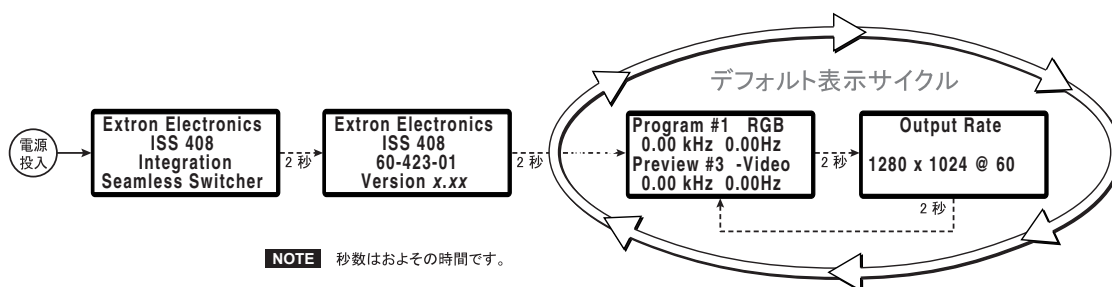 デフォルト表示サイクル
電源
投入
Extron Electronics
ISS 408
Integration
Seamless Switcher
2 秒
Extron Electronics
ISS 408
60-423-01
Version x.xx
2 秒
Program #1 RGB
0.00 kHz 0.00Hz
Preview #3 -Video
0.00 kHz 0.00Hz
2 秒
Output Rate
1280 x 1024 @ 60
2 秒
NOTE 秒数はおよその時間です。